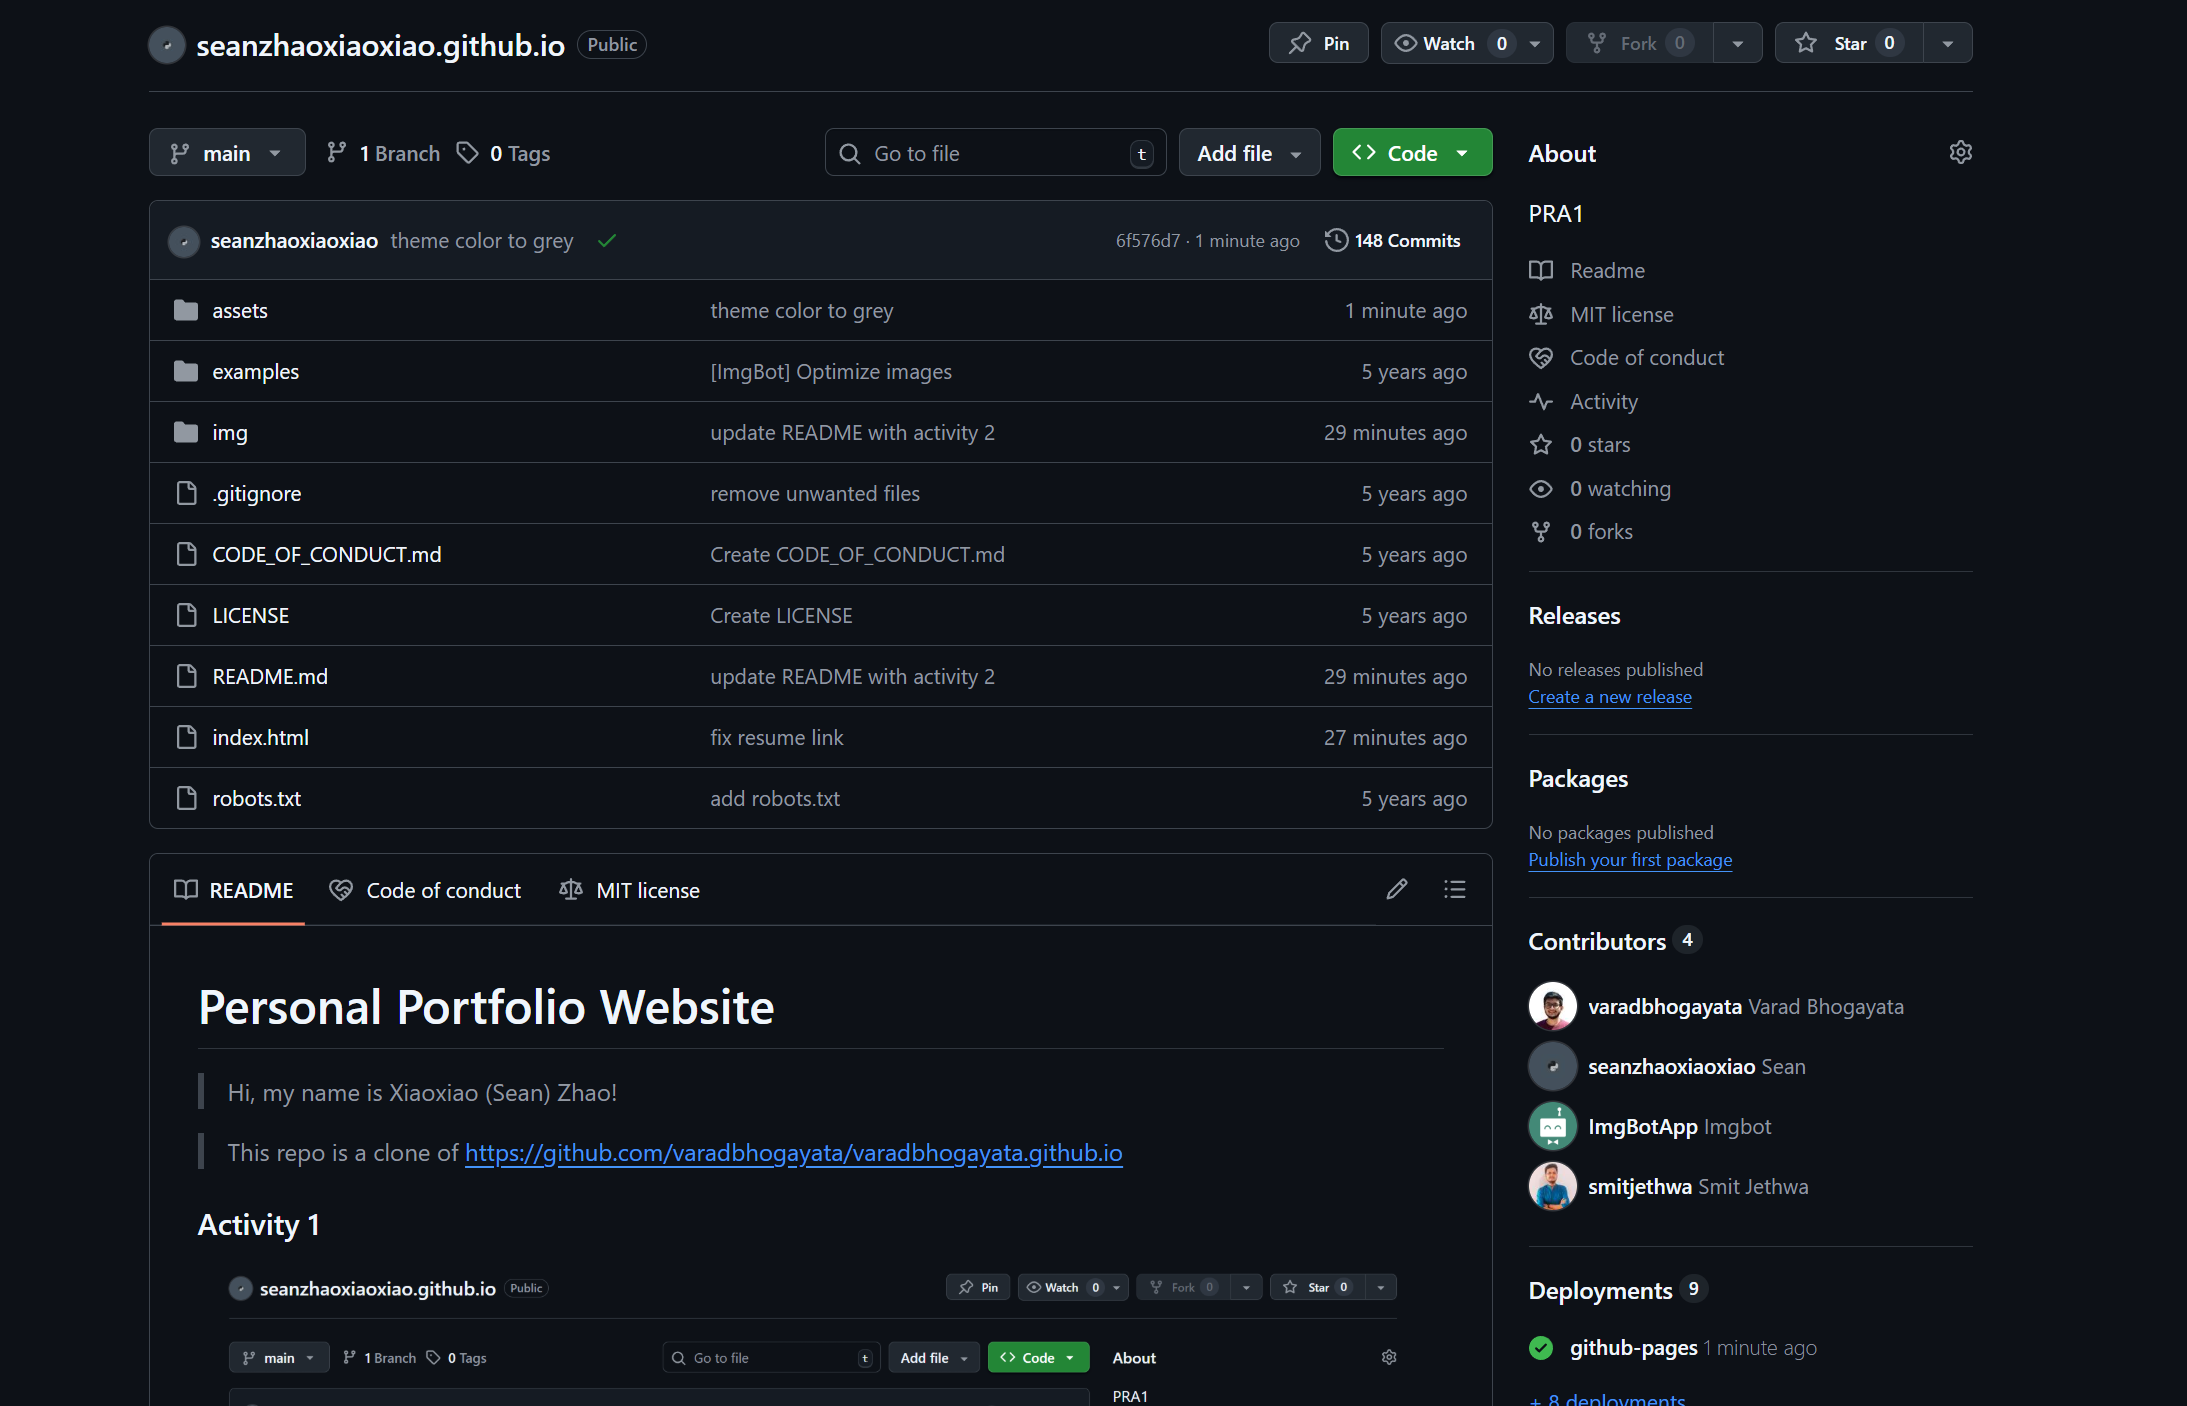 seanzhaoxiaoxiao.github.io Public
Pin Watch 0 Fork 0 Star 0
main 1 Branch 0 Tags Go to file t Add file Code
seanzhaoxiaoxiao theme color to grey 6f576d7 · 1 minute ago 148 Commits
assets theme color to grey 1 minute ago
examples [ImgBot] Optimize images 5 years ago
img update README with activity 2 29 minutes ago
.gitignore remove unwanted files 5 years ago
CODE_OF_CONDUCT.md Create CODE_OF_CONDUCT.md 5 years ago
LICENSE Create LICENSE 5 years ago
README.md update README with activity 2 29 minutes ago
index.html fix resume link 27 minutes ago
robots.txt add robots.txt 5 years ago
README Code of conduct MIT license
Personal Portfolio Website
Hi, my name is Xiaoxiao (Sean) Zhao!
This repo is a clone of https://github.com/varadbhogayata/varadbhogayata.github.io
Activity 1
seanzhaoxiaoxiao.github.io Public Pin Watch 0 Fork 0 Star 0
main 1 Branch 0 Tags Go to file t Add file Code About
PRA1
About
PRA1
Readme
MIT license
Code of conduct
Activity
0 stars
0 watching
0 forks
Releases
No releases published
Create a new release
Packages
No packages published
Publish your first package
Contributors 4
varadbhogayata Varad Bhogayata
seanzhaoxiaoxiao Sean
ImgBotApp Imgbot
smitjethwa Smit Jethwa
Deployments 9
github-pages 1 minute ago
+ 8 deployments